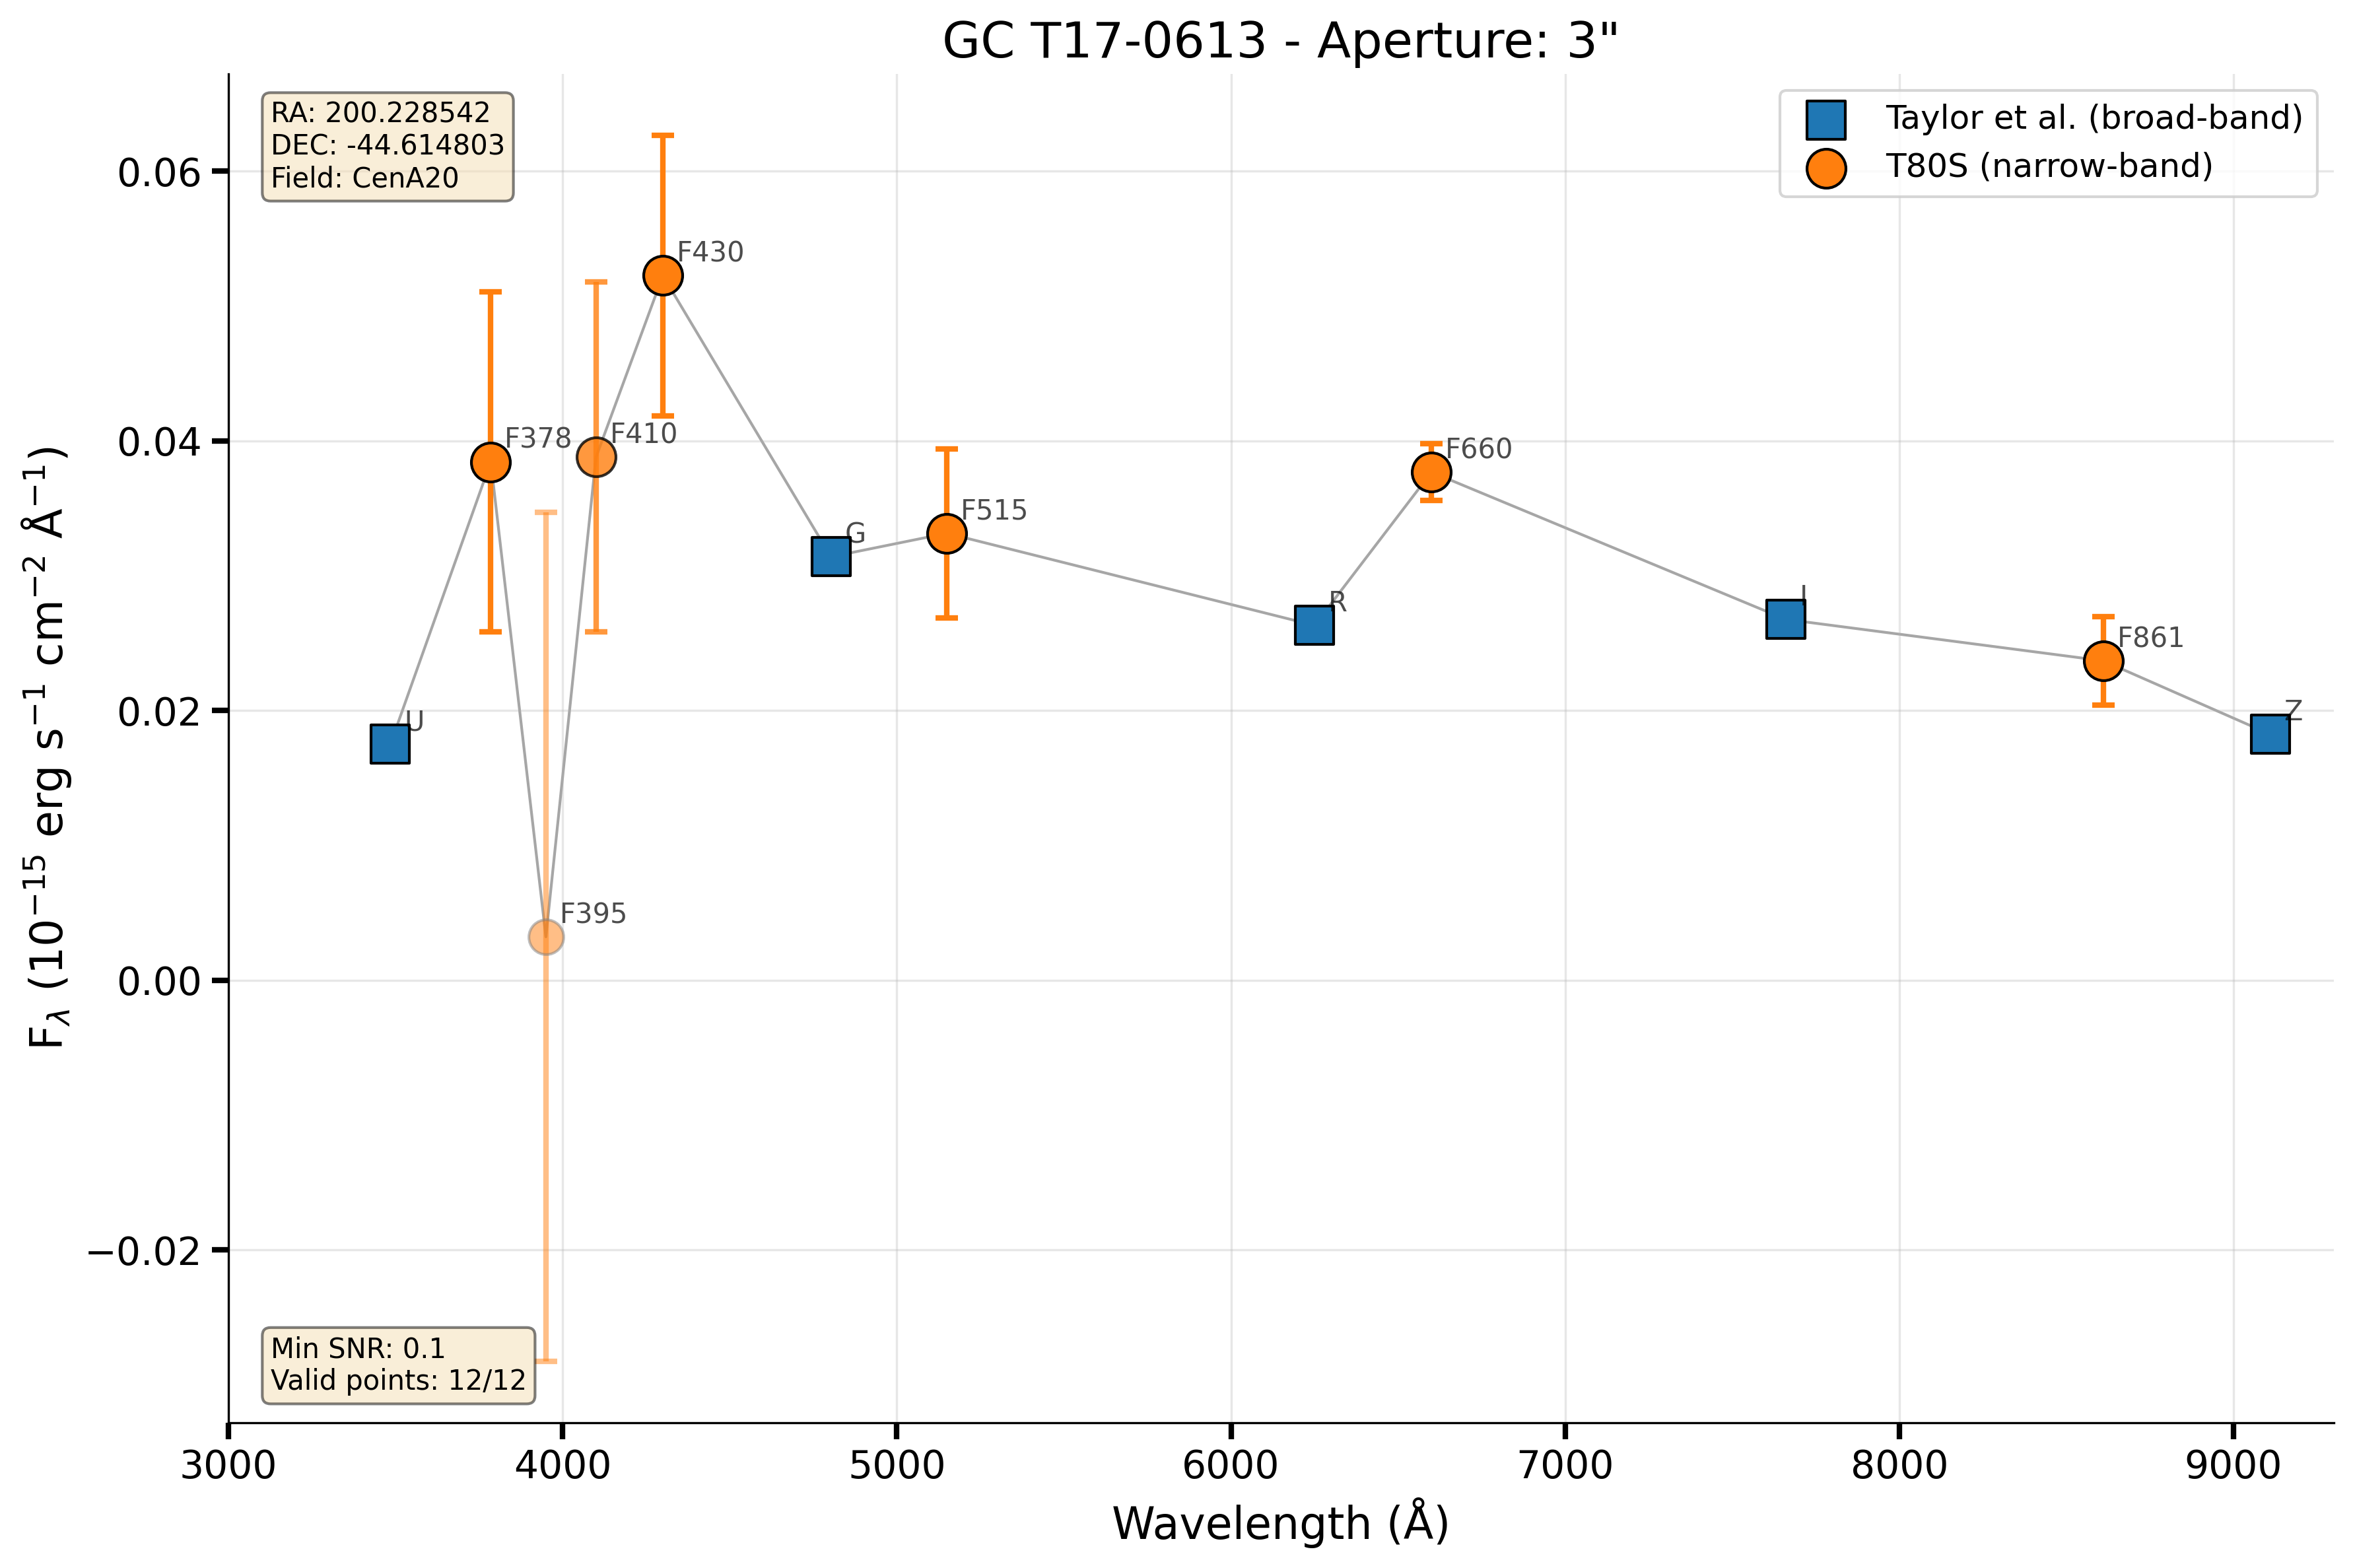 GC T17-0613 - Aperture: 3"
RA: 200.228542
DEC: -44.614803
Field: CenA20
Taylor et al. (broad-band)
T80S (narrow-band)
F430
F378
F410
F660
F515
G
R
I
F861
U
Z
F395
0.06
0.04
0.02
0.00
−0.02
F_λ (10⁻¹⁵ erg s⁻¹ cm⁻² Å⁻¹)
Min SNR: 0.1
Valid points: 12/12
3000 4000 5000 6000 7000 8000 9000
Wavelength (Å)